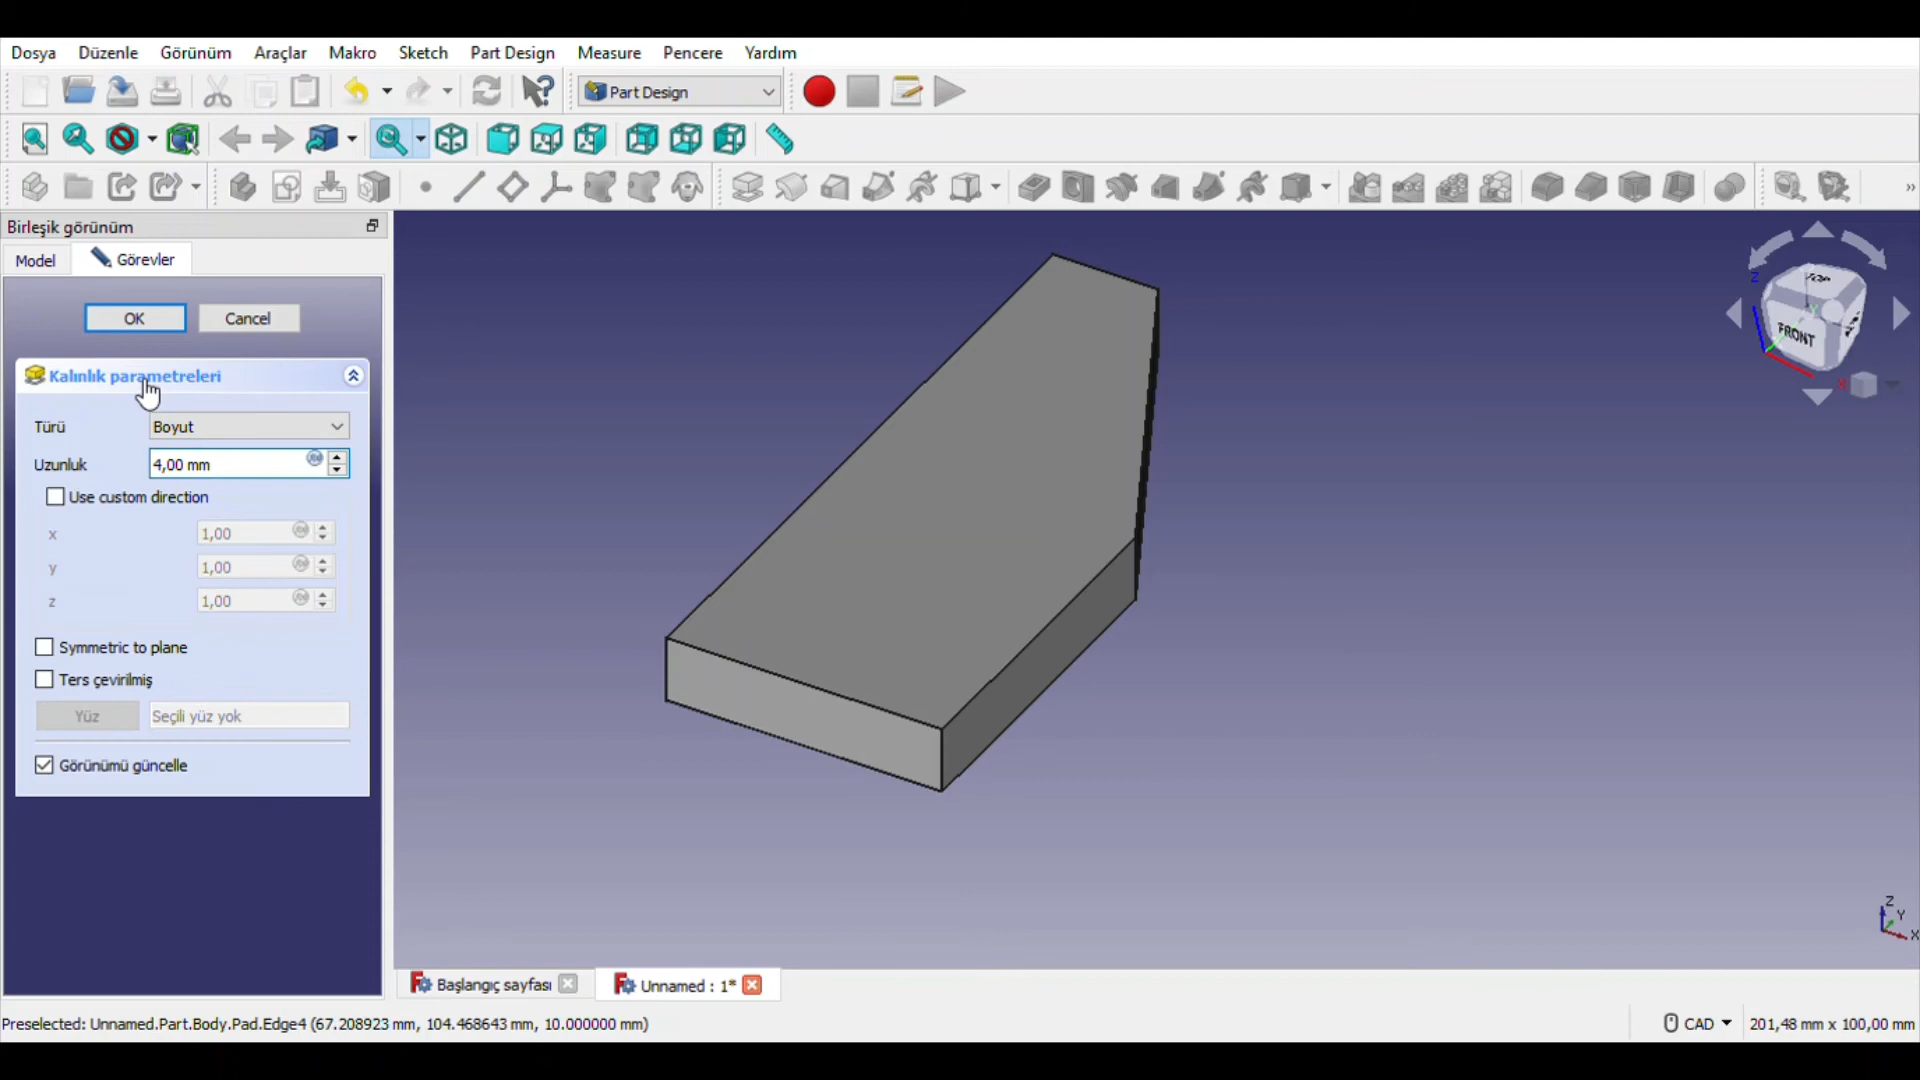 Dosya Düzenle Görünüm Araçlar Makro Sketch Part Design Measure Pencere Yardım
Part Design
Birleşik görünüm
Model Görevler
OK Cancel
Kalınlık parametreleri
Türü Boyut
Uzunluk 4,00 mm
Use custom direction
x 1,00
y 1,00
z 1,00
Symmetric to plane
Ters çevirilmiş
Yüz Seçili yüz yok
Görünümü güncelle
Z
FRONT
X
Z
Y
X
Başlangıç sayfası Unnamed : 1*
Preselected: Unnamed.Part.Body.Pad.Edge4 (67.208923 mm, 104.468643 mm, 10.000000 mm)
CAD 201,48 mm x 100,00 mm